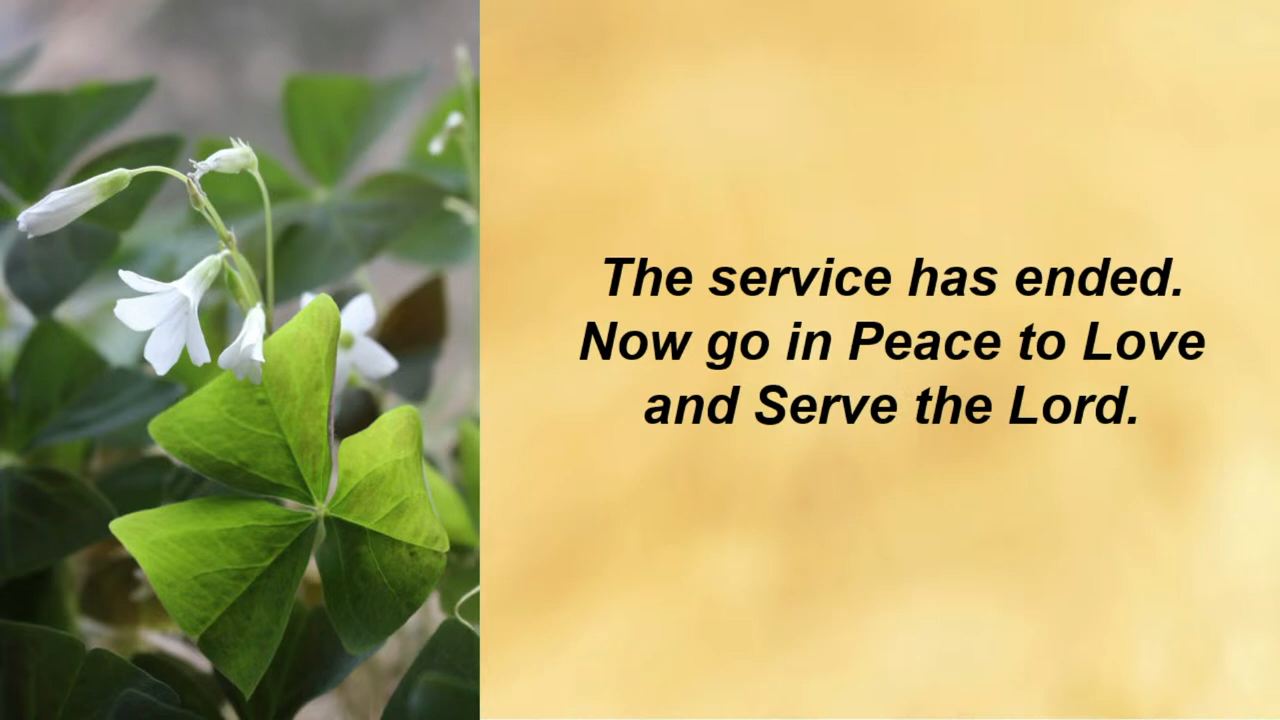 The service has ended.
Now go in Peace to Love
and Serve the Lord.